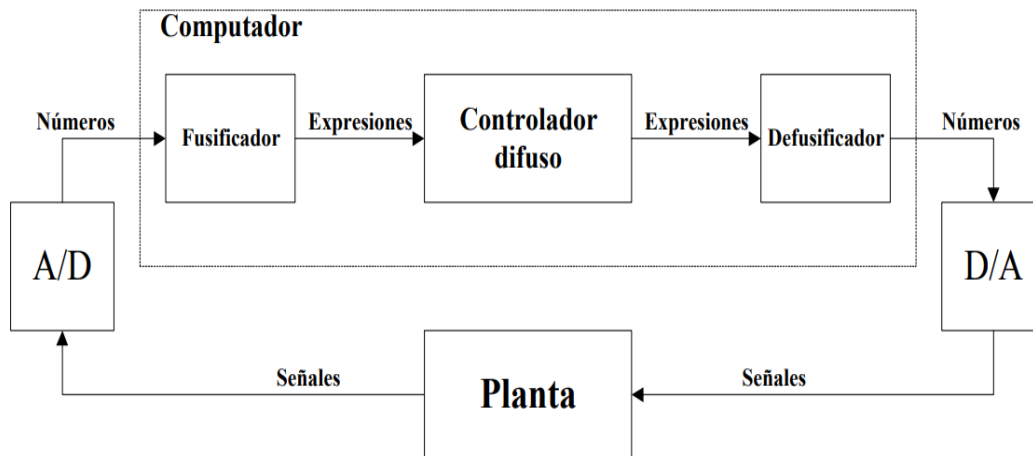 Computador
Números
Fusificador
Expresiones
Controlador
difuso
Expresiones
Defusificador
Números
A/D
D/A
Señales
Planta
Señales